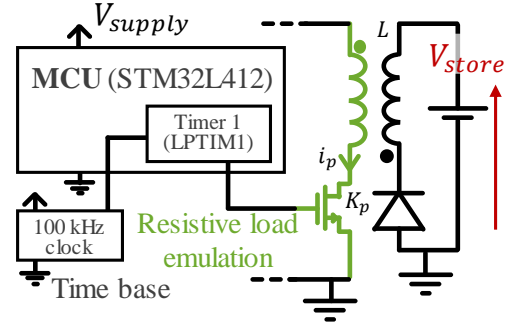 V_supply
L
MCU (STM32L412)
V_store
Timer 1
(LPTIM1)
i_p
K_p
100 kHz
clock
Resistive load
emulation
Time base